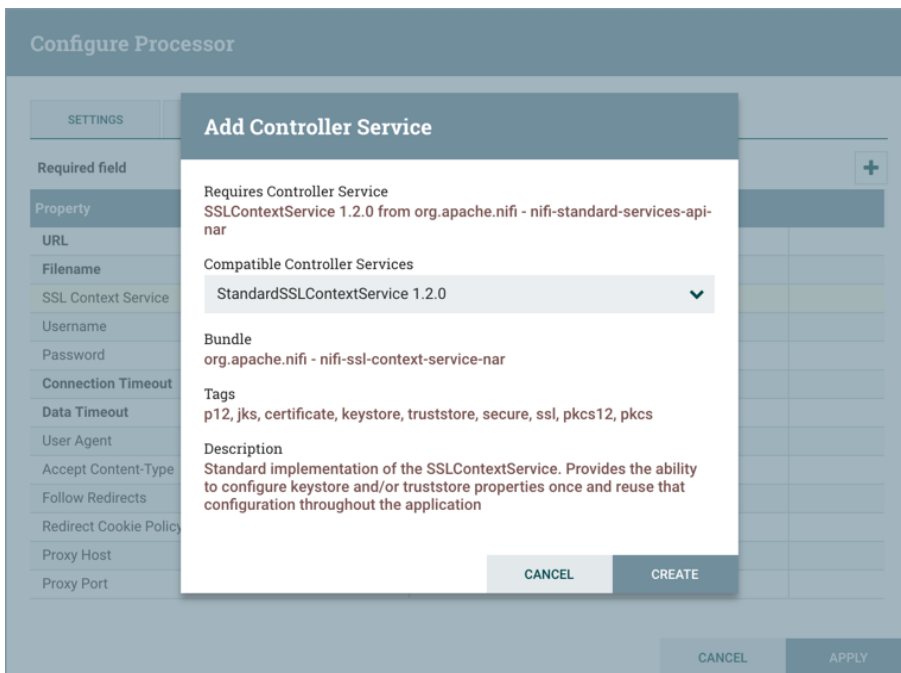 Configure Processor
SETTINGS
Add Controller Service
Required field
Requires Controller Service
SSLContextService 1.2.0 from org.apache.nifi - nifi-standard-services-api-
nar
Property
URL
Compatible Controller Services
Filename
SSL Context Service
StandardSSLContextService 1.2.0
Username
Bundle
Password
org.apache.nifi - nifi-ssl-context-service-nar
Connection Timeout
Tags
Data Timeout
p12, jks, certificate, keystore, truststore, secure, ssl, pkcs12, pkcs
User Agent
Description
Accept Content-Type
Standard implementation of the SSLContextService. Provides the ability
to configure keystore and/or truststore properties once and reuse that
Follow Redirects
configuration throughout the application
Redirect Cookie Policy
Proxy Host
CANCEL
CREATE
Proxy Port
CANCEL
APPLY